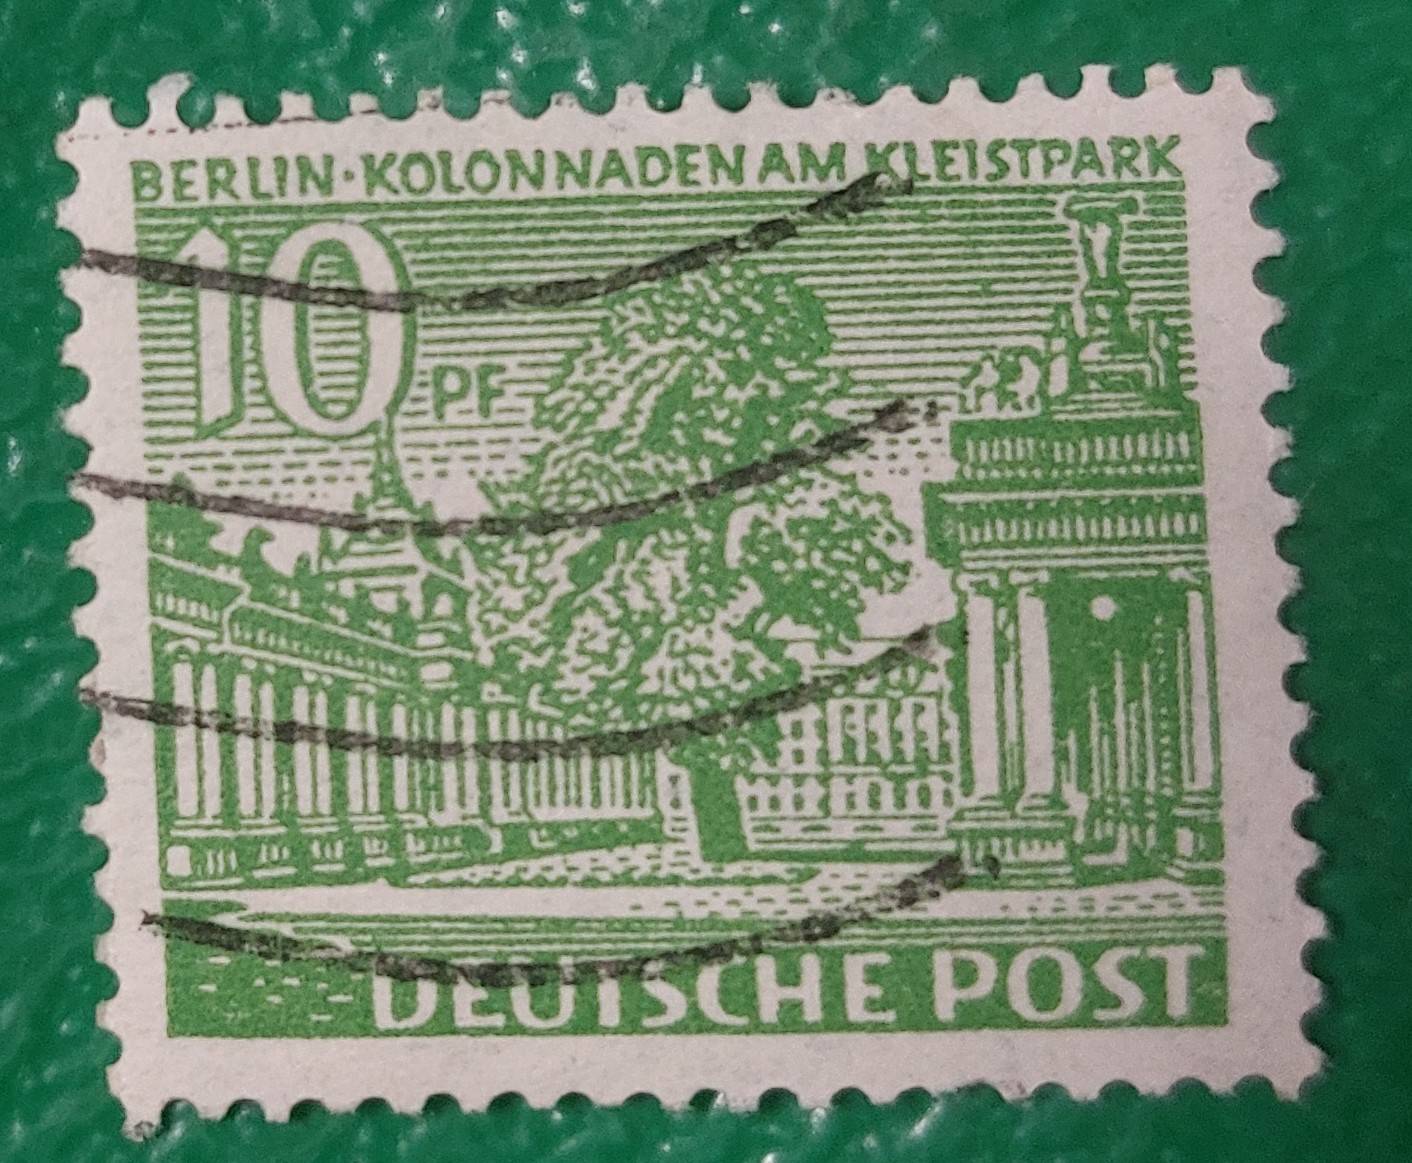 BERLIN·KOLONNADEN AM KLEISTPARK
10 PF
DEUTSCHE POST